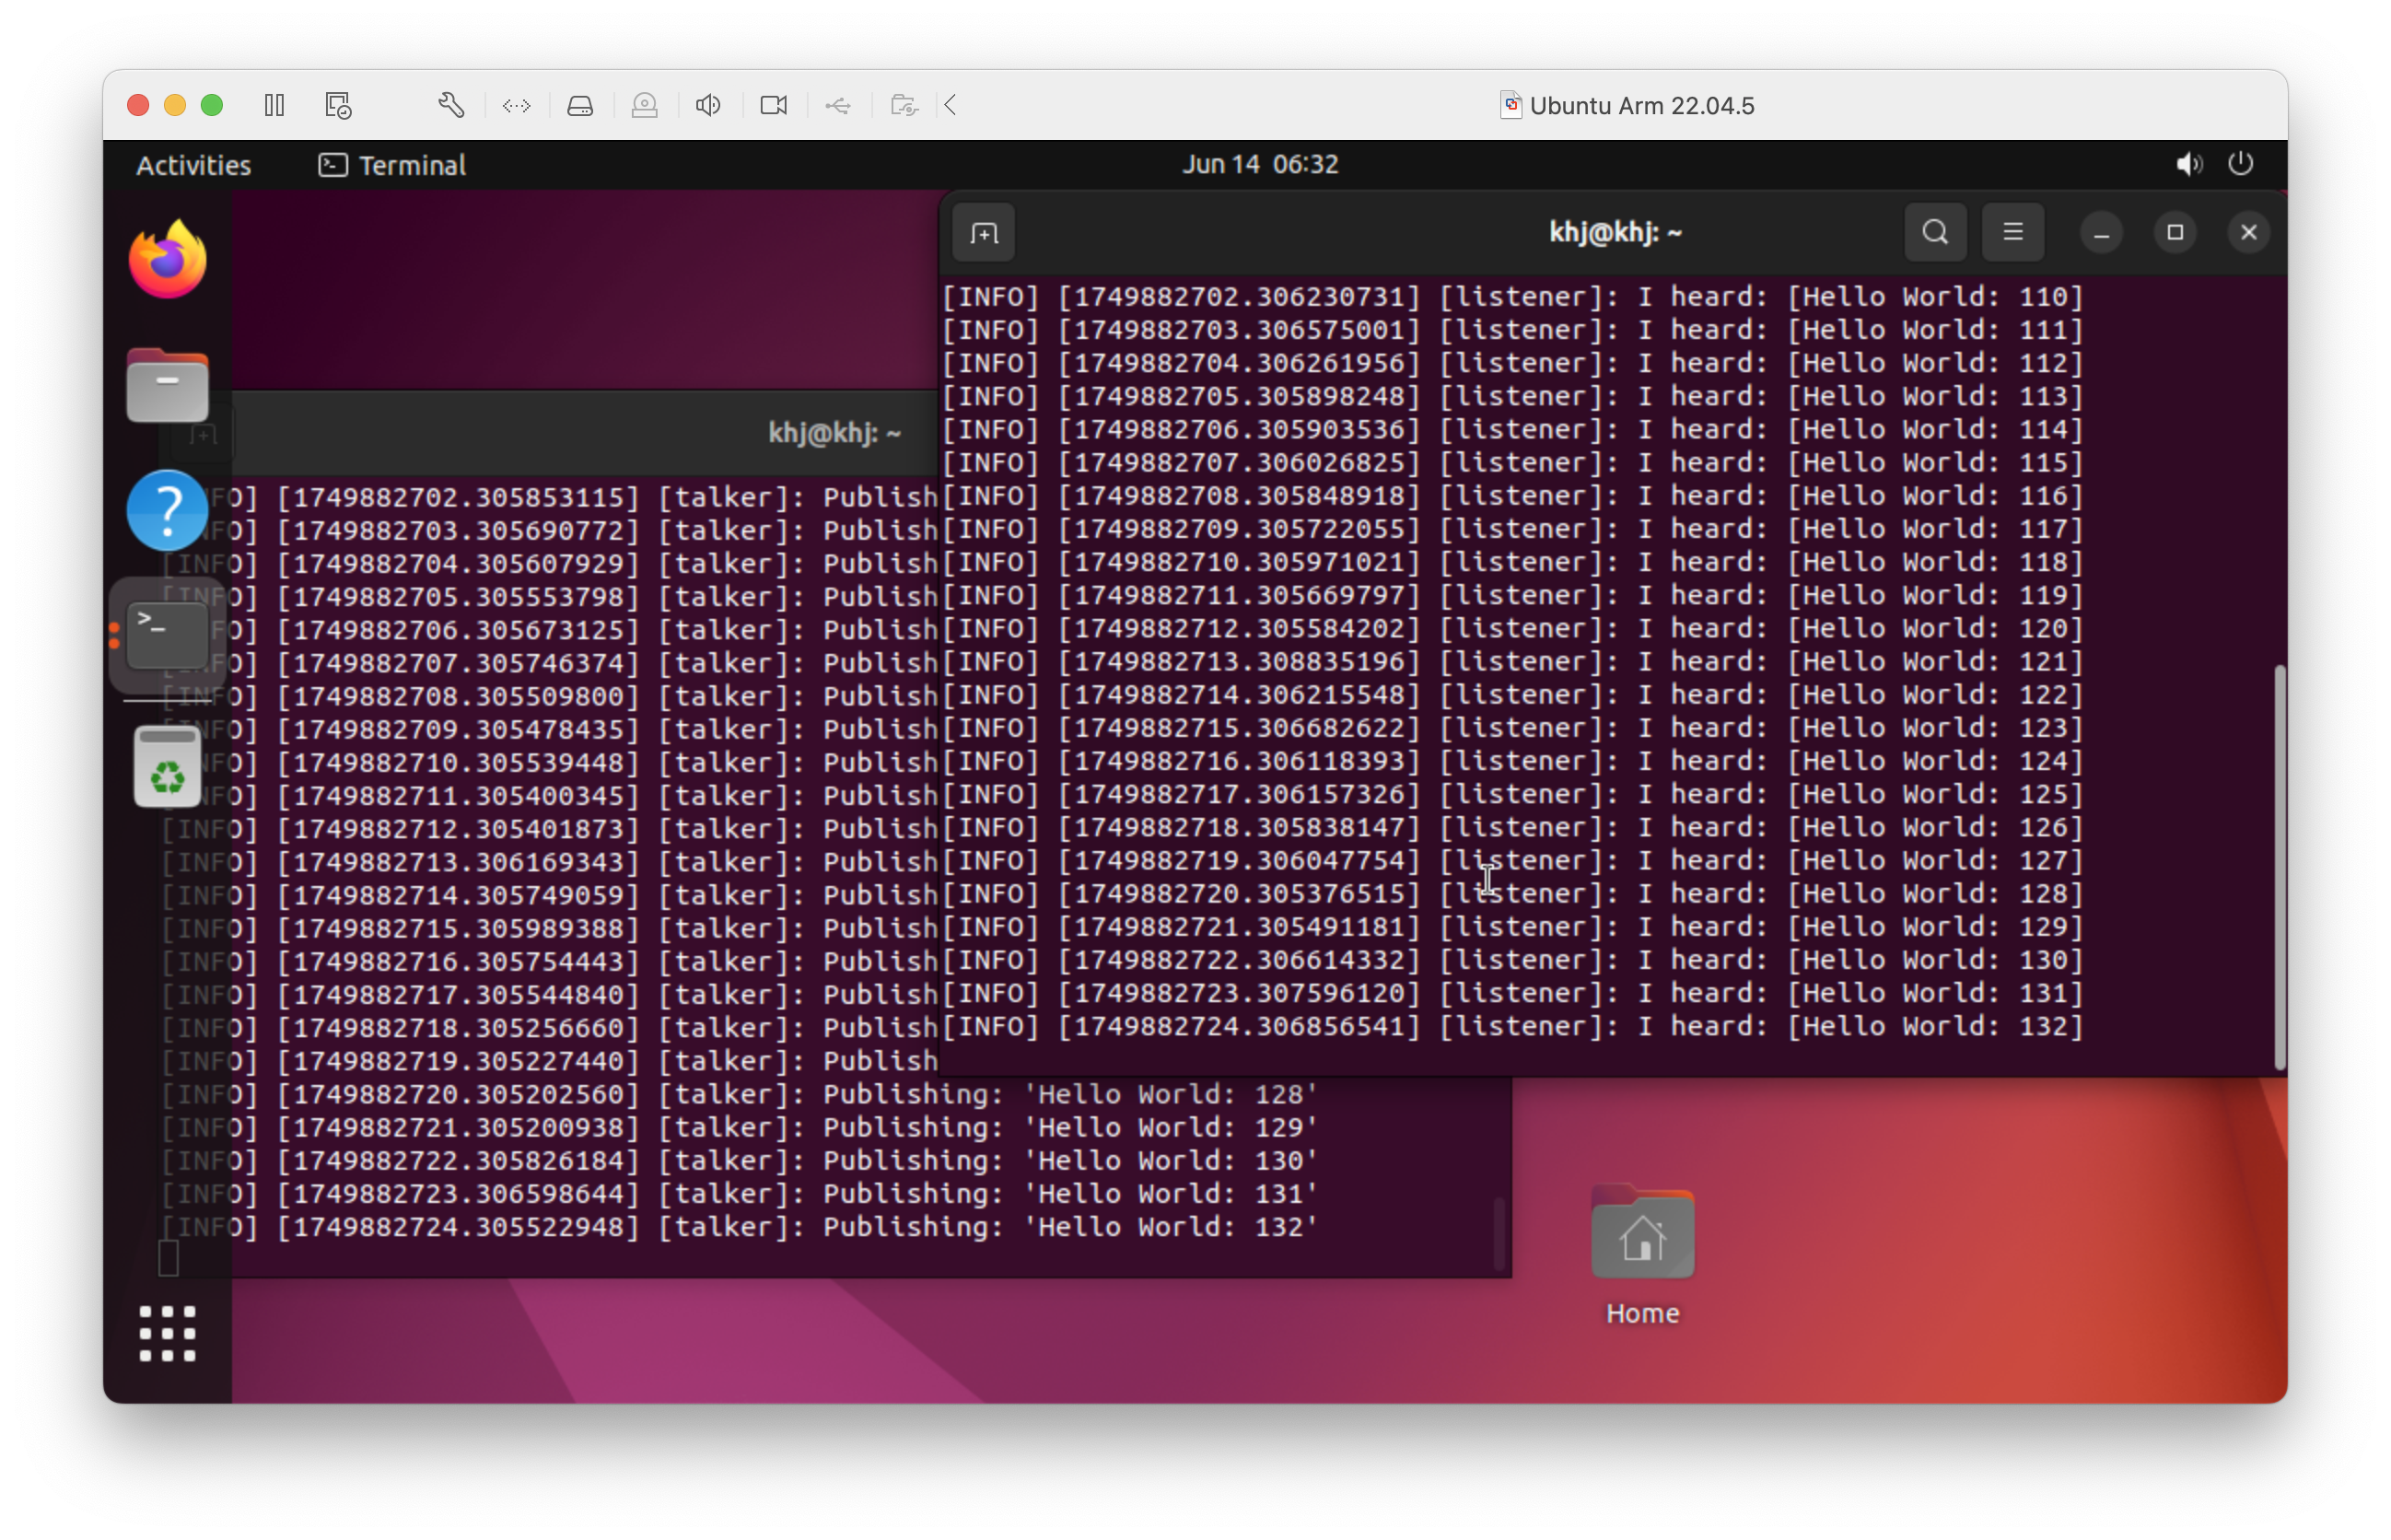 Ubuntu Arm 22.04.5
Activities
Terminal
Jun 14 06:32
khj@khj: ~
[INFO] [1749882702.306230731] [listener]: I heard: [Hello World: 110]
[INFO] [1749882703.306575001] [listener]: I heard: [Hello World: 111]
[INFO] [1749882704.306261956] [listener]: I heard: [Hello World: 112]
[INFO] [1749882705.305898248] [listener]: I heard: [Hello World: 113]
[INFO] [1749882706.305903536] [listener]: I heard: [Hello World: 114]
[INFO] [1749882707.306026825] [listener]: I heard: [Hello World: 115]
[INFO] [1749882708.305848918] [listener]: I heard: [Hello World: 116]
[INFO] [1749882709.305722055] [listener]: I heard: [Hello World: 117]
[INFO] [1749882710.305971021] [listener]: I heard: [Hello World: 118]
[INFO] [1749882711.305669797] [listener]: I heard: [Hello World: 119]
[INFO] [1749882712.305584202] [listener]: I heard: [Hello World: 120]
[INFO] [1749882713.308835196] [listener]: I heard: [Hello World: 121]
[INFO] [1749882714.306215548] [listener]: I heard: [Hello World: 122]
[INFO] [1749882715.306682622] [listener]: I heard: [Hello World: 123]
[INFO] [1749882716.306118393] [listener]: I heard: [Hello World: 124]
[INFO] [1749882717.306157326] [listener]: I heard: [Hello World: 125]
[INFO] [1749882718.305838147] [listener]: I heard: [Hello World: 126]
[INFO] [1749882719.306047754] [listener]: I heard: [Hello World: 127]
[INFO] [1749882720.305376515] [listener]: I heard: [Hello World: 128]
[INFO] [1749882721.305491181] [listener]: I heard: [Hello World: 129]
[INFO] [1749882722.306614332] [listener]: I heard: [Hello World: 130]
[INFO] [1749882723.307596120] [listener]: I heard: [Hello World: 131]
[INFO] [1749882724.306856541] [listener]: I heard: [Hello World: 132]
khj@khj: ~
FO] [1749882702.305853115] [talker]: Publish
FO] [1749882703.305690772] [talker]: Publish
[INFO] [1749882704.305607929] [talker]: Publish
[INFO] [1749882705.305553798] [talker]: Publish
FO] [1749882706.305673125] [talker]: Publish
FO] [1749882707.305746374] [talker]: Publish
[INFO] [1749882708.305509800] [talker]: Publish
NFO] [1749882709.305478435] [talker]: Publish
NFO] [1749882710.305539448] [talker]: Publish
NFO] [1749882711.305400345] [talker]: Publish
[INFO] [1749882712.305401873] [talker]: Publish
[INFO] [1749882713.306169343] [talker]: Publish
[INFO] [1749882714.305749059] [talker]: Publish
[INFO] [1749882715.305989388] [talker]: Publish
[INFO] [1749882716.305754443] [talker]: Publish
[INFO] [1749882717.305544840] [talker]: Publish
[INFO] [1749882718.305256660] [talker]: Publish
[INFO] [1749882719.305227440] [talker]: Publish
[INFO] [1749882720.305202560] [talker]: Publishing: 'Hello World: 128'
[INFO] [1749882721.305200938] [talker]: Publishing: 'Hello World: 129'
[INFO] [1749882722.305826184] [talker]: Publishing: 'Hello World: 130'
[INFO] [1749882723.306598644] [talker]: Publishing: 'Hello World: 131'
[INFO] [1749882724.305522948] [talker]: Publishing: 'Hello World: 132'
Home